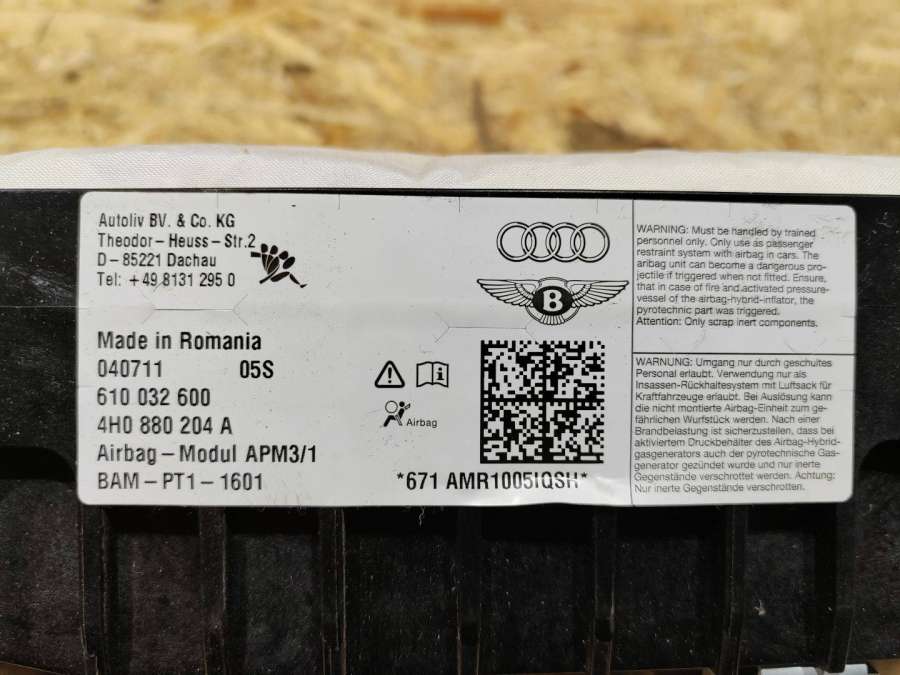 Autoliv BV. & Co. KG
Theodor-Heuss-Str.2
D-85221 Dachau
Tel: +49 8131 295 0
Made in Romania
040711 05S
610 032 600
4H0 880 204 A
Airbag-Modul APM3/1
BAM-PT1-1601
Airbag
B
*671 AMR1005IQSH*
WARNING: Must be handled by trained
personnel only. Only use as passenger
restraint system with airbag in cars. The
aribag unit can become a dangerous pro-
jectile if triggered when not fitted. Ensure,
that in case of fire and activated pressure-
vessel of the airbag-hybrid-inflator, the
pyrotechnic part was triggered.
Attention: Only scrap inert components.
WARNUNG: Umgang nur durch geschultes
Personal erlaubt. Verwendung nur als
Insassen-Rückhaltesystem mit Luftsack für
Kraftfahrzeuge erlaubt. Bei Auslösung kann
die nicht montierte Airbag-Einheit zum ge-
fährlichen Wurfstück werden. Im Falle einer
Brandbelastung ist sicherzustellen, dass bei
aktiviertem Druckbehälter des Airbag-Hybrid-
gasgenerators auch der pyrotechnische Gas-
generator gezündet wurde und nur inerte
Gegenstände verschrotten. Achtung:
Nur inerte Gegenstände verschrotten.